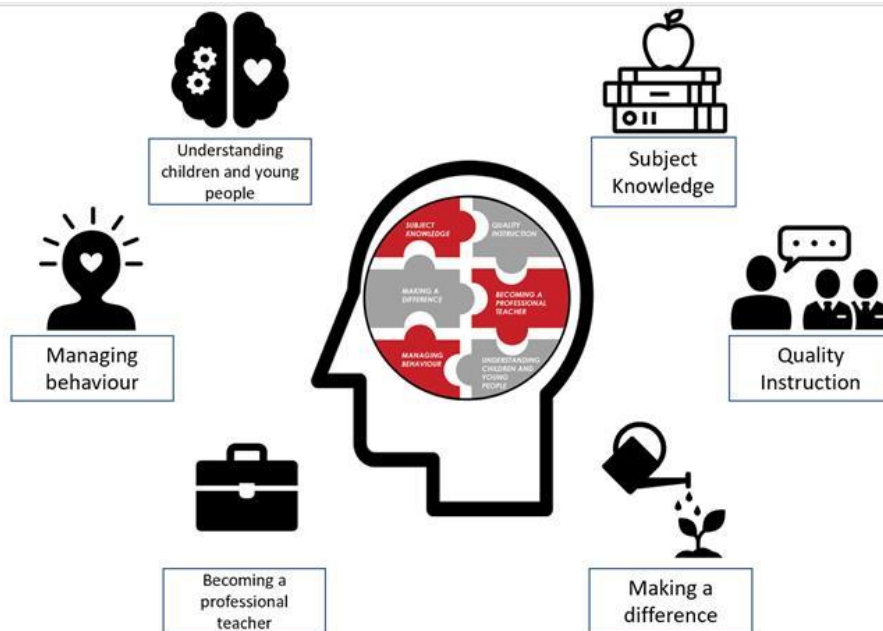 Understanding
children and young
people
Subject
Knowledge
Managing
behaviour
SUBJECT
KNOWLEDGE
QUALITY
INSTRUCTION
MAKING A
DIFFERENCE
BECOMING A
PROFESSIONAL
TEACHER
MANAGING
BEHAVIOUR
UNDERSTANDING
CHILDREN AND
YOUNG
PEOPLE
Quality
Instruction
Becoming a
professional
teacher
Making a
difference